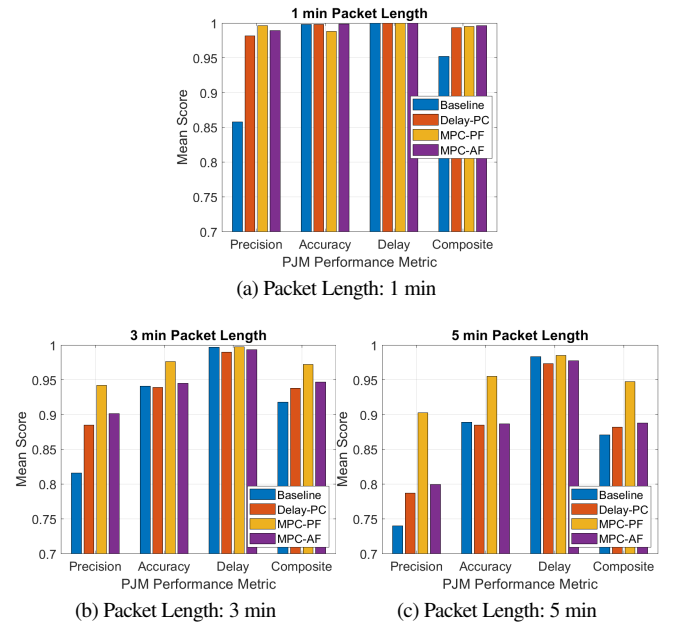 1 min Packet Length
1
0.95
0.9
0.85
0.8
0.75
0.7
Mean Score
Baseline
Delay-PC
MPC-PF
MPC-AF
Precision Accuracy Delay Composite
PJM Performance Metric
(a) Packet Length: 1 min
3 min Packet Length
1
0.95
0.9
0.85
0.8
0.75
0.7
Mean Score
Baseline
Delay-PC
MPC-PF
MPC-AF
Precision Accuracy Delay Composite
PJM Performance Metric
(b) Packet Length: 3 min
5 min Packet Length
1
0.95
0.9
0.85
0.8
0.75
0.7
Mean Score
Baseline
Delay-PC
MPC-PF
MPC-AF
Precision Accuracy Delay Composite
PJM Performance Metric
(c) Packet Length: 5 min